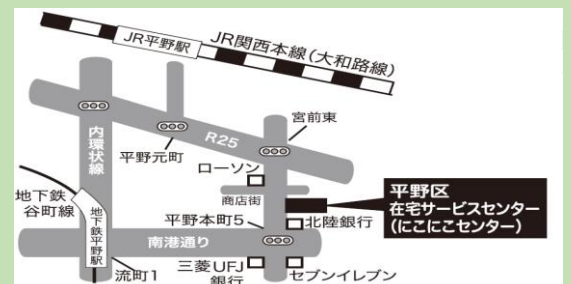 JR平野駅
JR関西本線(大和路線)
宮前東
R25
内環状線
平野元町
ローソン
商店街
地下鉄
谷町線
地下鉄平野駅
平野本町5
北陸銀行
平野区
在宅サービスセンター
(にこにこセンター)
南港通り
流町1
三菱UFJ
銀行
セブンイレブン